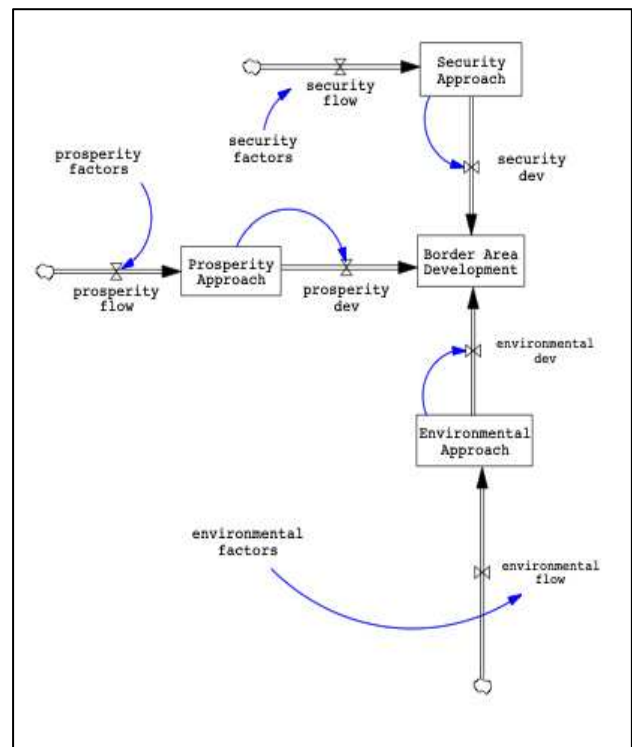 Security
Approach
security
flow
security
factors
security
dev
prosperity
factors
Border Area
Development
Prosperity
Approach
prosperity
flow
prosperity
dev
environmental
dev
Environmental
Approach
environmental
factors
environmental
flow